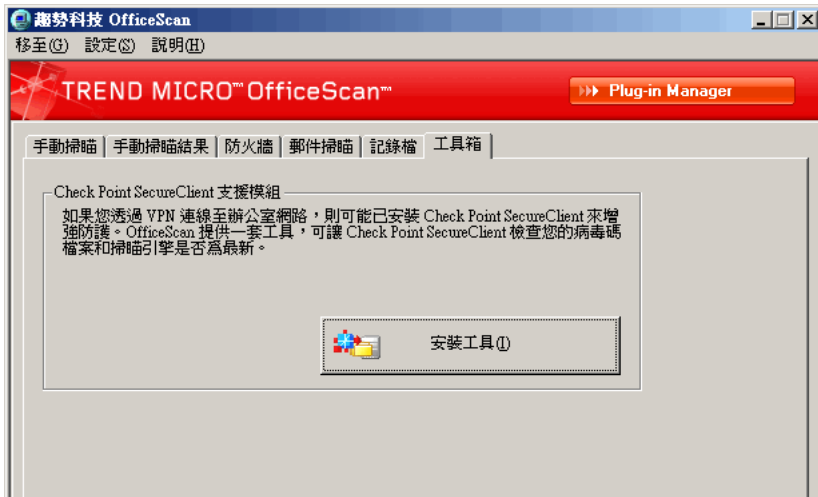 趨勢科技 OfficeScan
移至(G) 設定(S) 說明(H)
TREND MICRO™ OfficeScan™
Plug-in Manager
手動掃瞄 手動掃瞄結果 防火牆 郵件掃瞄 記錄檔 工具箱
Check Point SecureClient 支援模組
如果您透過 VPN 連線至辦公室網路，則可能已安裝 Check Point SecureClient 來增
強防護。OfficeScan 提供一套工具，可讓 Check Point SecureClient 檢查您的病毒碼
檔案和掃瞄引擎是否為最新。
安裝工具(I)